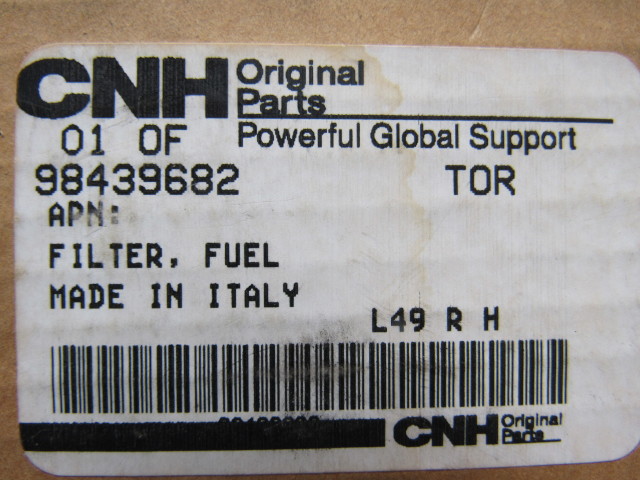 CNH Original
Parts
01 OF Powerful Global Support
98439682 TOR
APN:
FILTER, FUEL
MADE IN ITALY
L49 R H
CNH Original
Parts